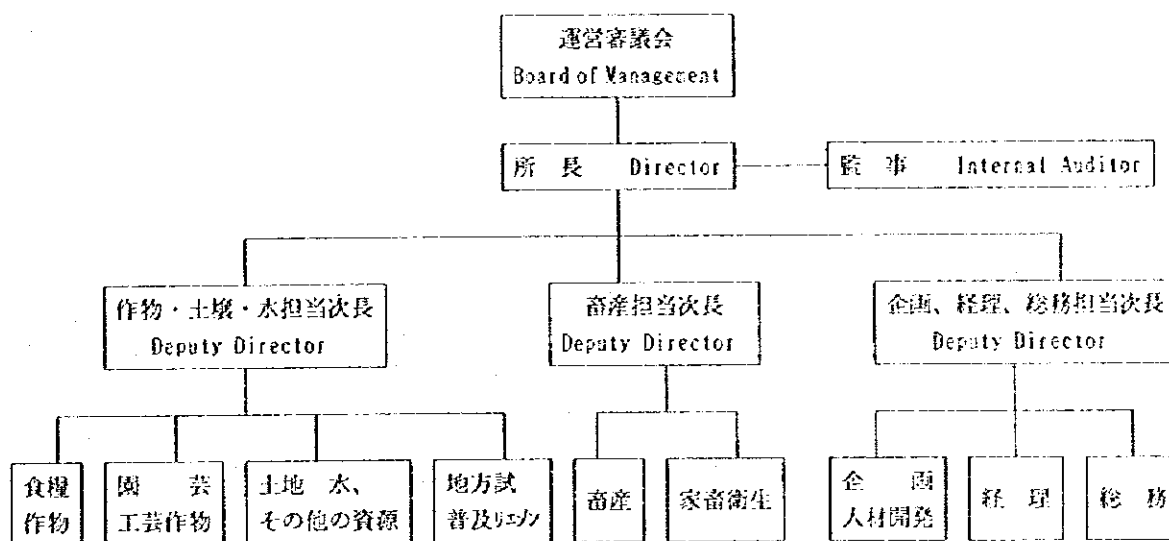 運営審議会
Board of Management
所長 Director
監事 Internal Auditor
作物・土壌・水担当次長
Deputy Director
畜産担当次長
Deputy Director
企画、経理、総務担当次長
Deputy Director
食糧
作物
園芸
工芸作物
土地 水、
その他の資源
地方試
普及リエゾン
畜産
家畜衛生
企画
人材開発
経理
総務